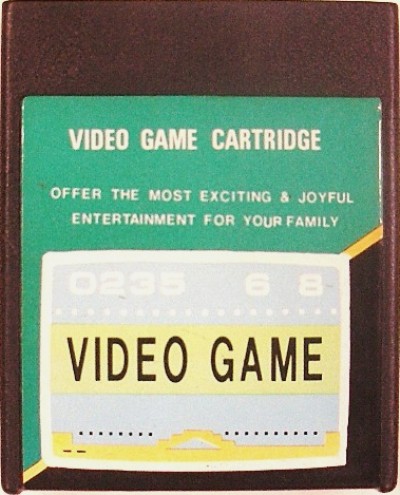 VIDEO GAME CARTRIDGE
OFFER THE MOST EXCITING & JOYFUL
ENTERTAINMENT FOR YOUR FAMILY
0235 6 8
VIDEO GAME